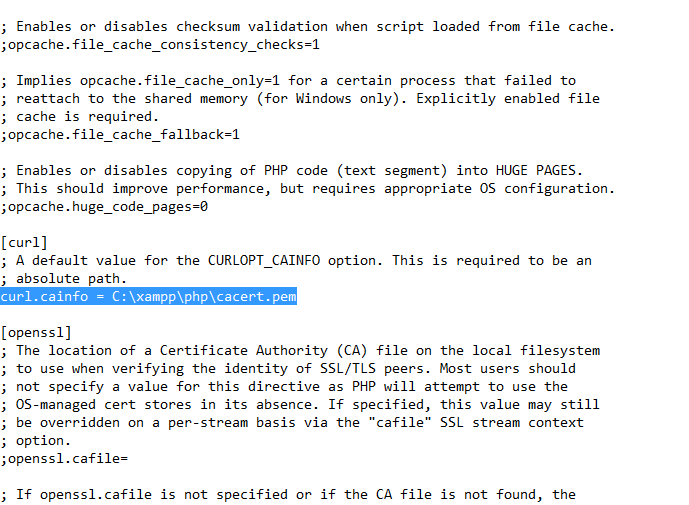 ; Enables or disables checksum validation when script loaded from file cache.
;opcache.file_cache_consistency_checks=1
; Implies opcache.file_cache_only=1 for a certain process that failed to
; reattach to the shared memory (for Windows only). Explicitly enabled file
; cache is required.
;opcache.file_cache_fallback=1
; Enables or disables copying of PHP code (text segment) into HUGE PAGES.
; This should improve performance, but requires appropriate OS configuration.
;opcache.huge_code_pages=0
[curl]
; A default value for the CURLOPT_CAINFO option. This is required to be an
; absolute path.
curl.cainfo = C:\xampp\php\cacert.pem
[openssl]
; The location of a Certificate Authority (CA) file on the local filesystem
; to use when verifying the identity of SSL/TLS peers. Most users should
; not specify a value for this directive as PHP will attempt to use the
; OS-managed cert stores in its absence. If specified, this value may still
; be overridden on a per-stream basis via the "cafile" SSL stream context
; option.
;openssl.cafile=
; If openssl.cafile is not specified or if the CA file is not found, the